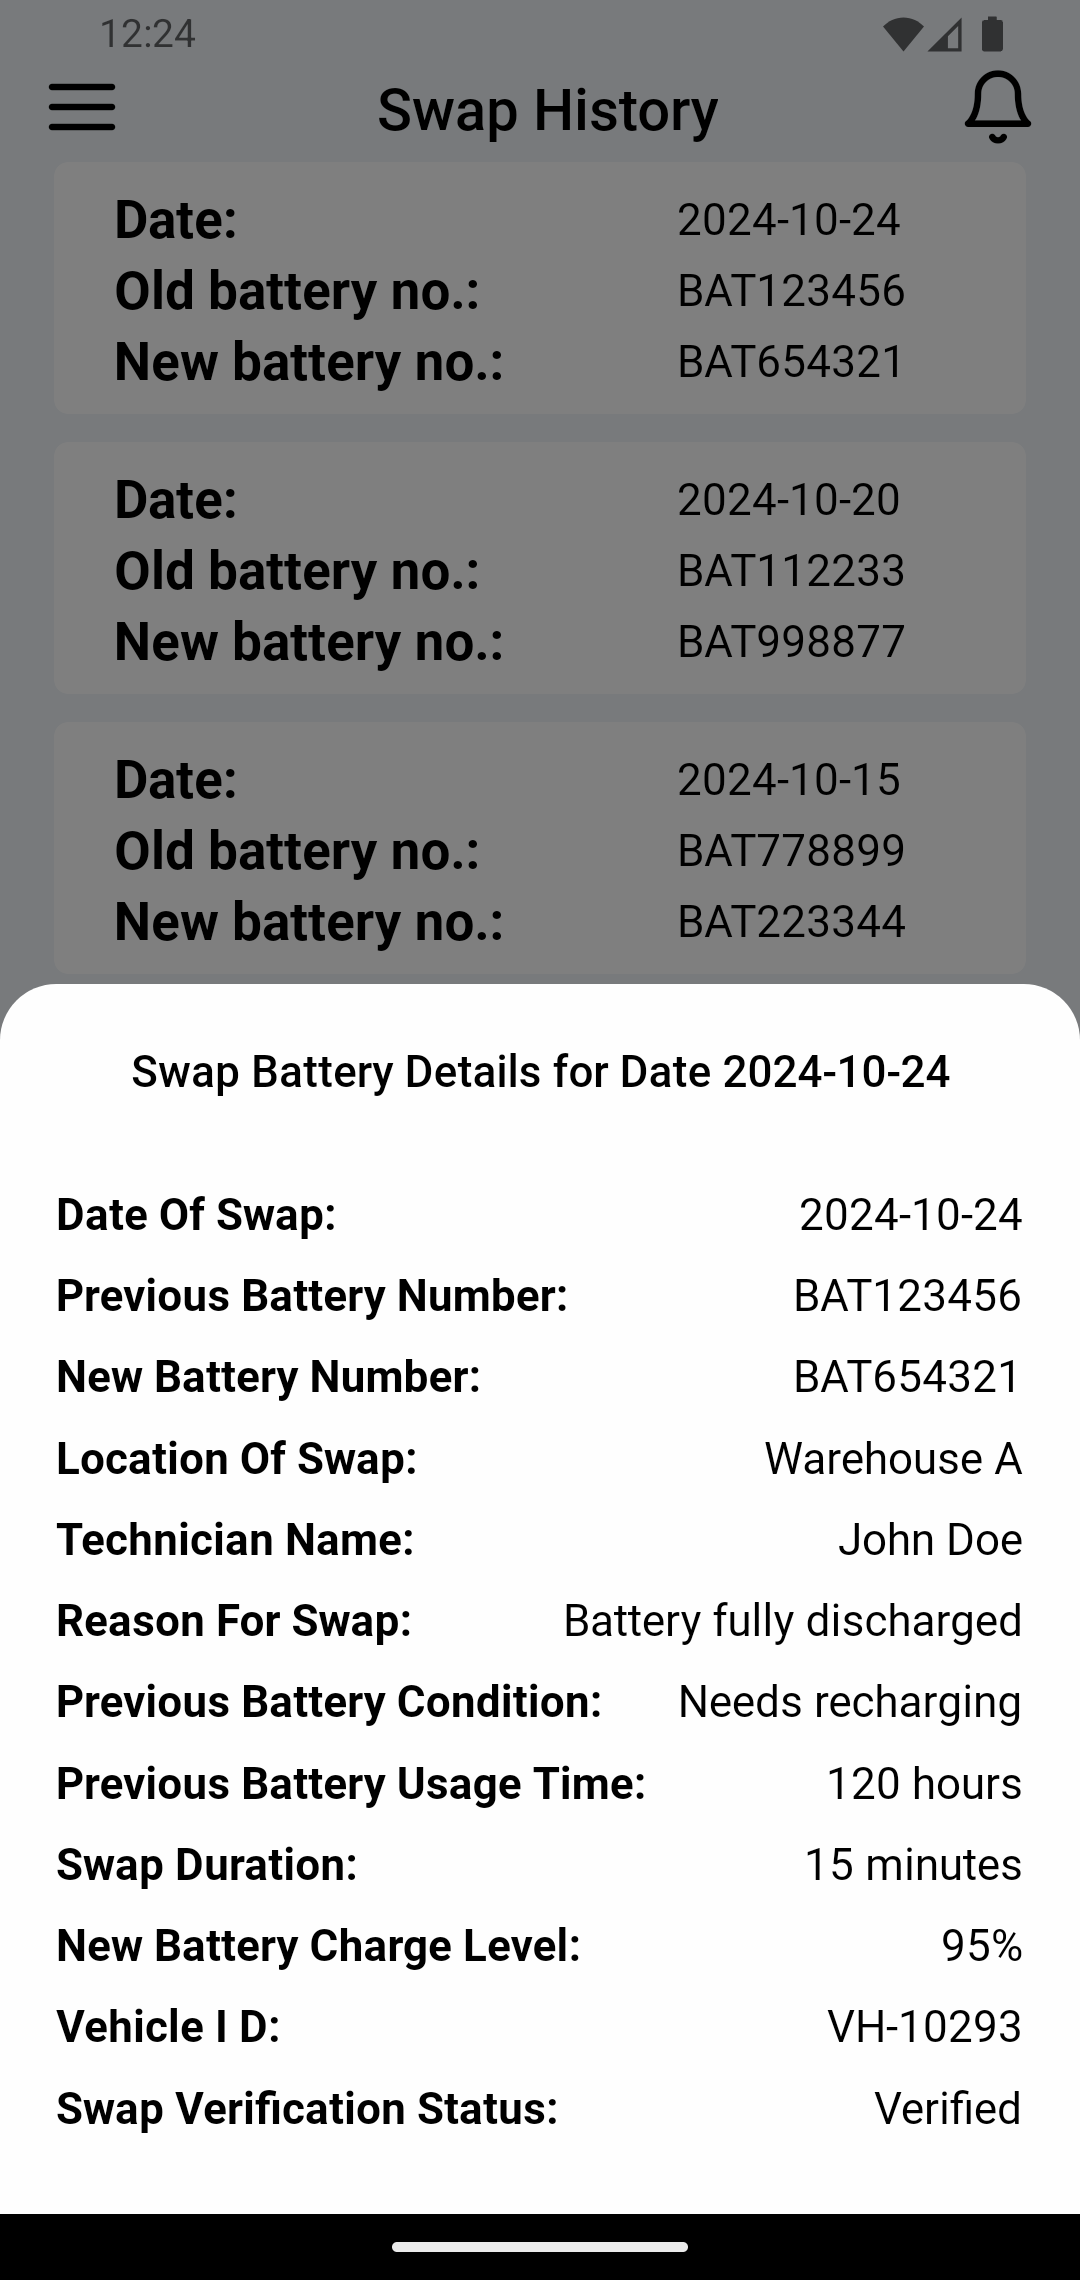 12:24
Swap History
Date: 2024-10-24
Old battery no.: BAT123456
New battery no.: BAT654321
Date: 2024-10-20
Old battery no.: BAT112233
New battery no.: BAT998877
Date: 2024-10-15
Old battery no.: BAT778899
New battery no.: BAT223344
Swap Battery Details for Date 2024-10-24
Date Of Swap: 2024-10-24
Previous Battery Number: BAT123456
New Battery Number: BAT654321
Location Of Swap: Warehouse A
Technician Name: John Doe
Reason For Swap: Battery fully discharged
Previous Battery Condition: Needs recharging
Previous Battery Usage Time: 120 hours
Swap Duration: 15 minutes
New Battery Charge Level: 95%
Vehicle I D: VH-10293
Swap Verification Status: Verified